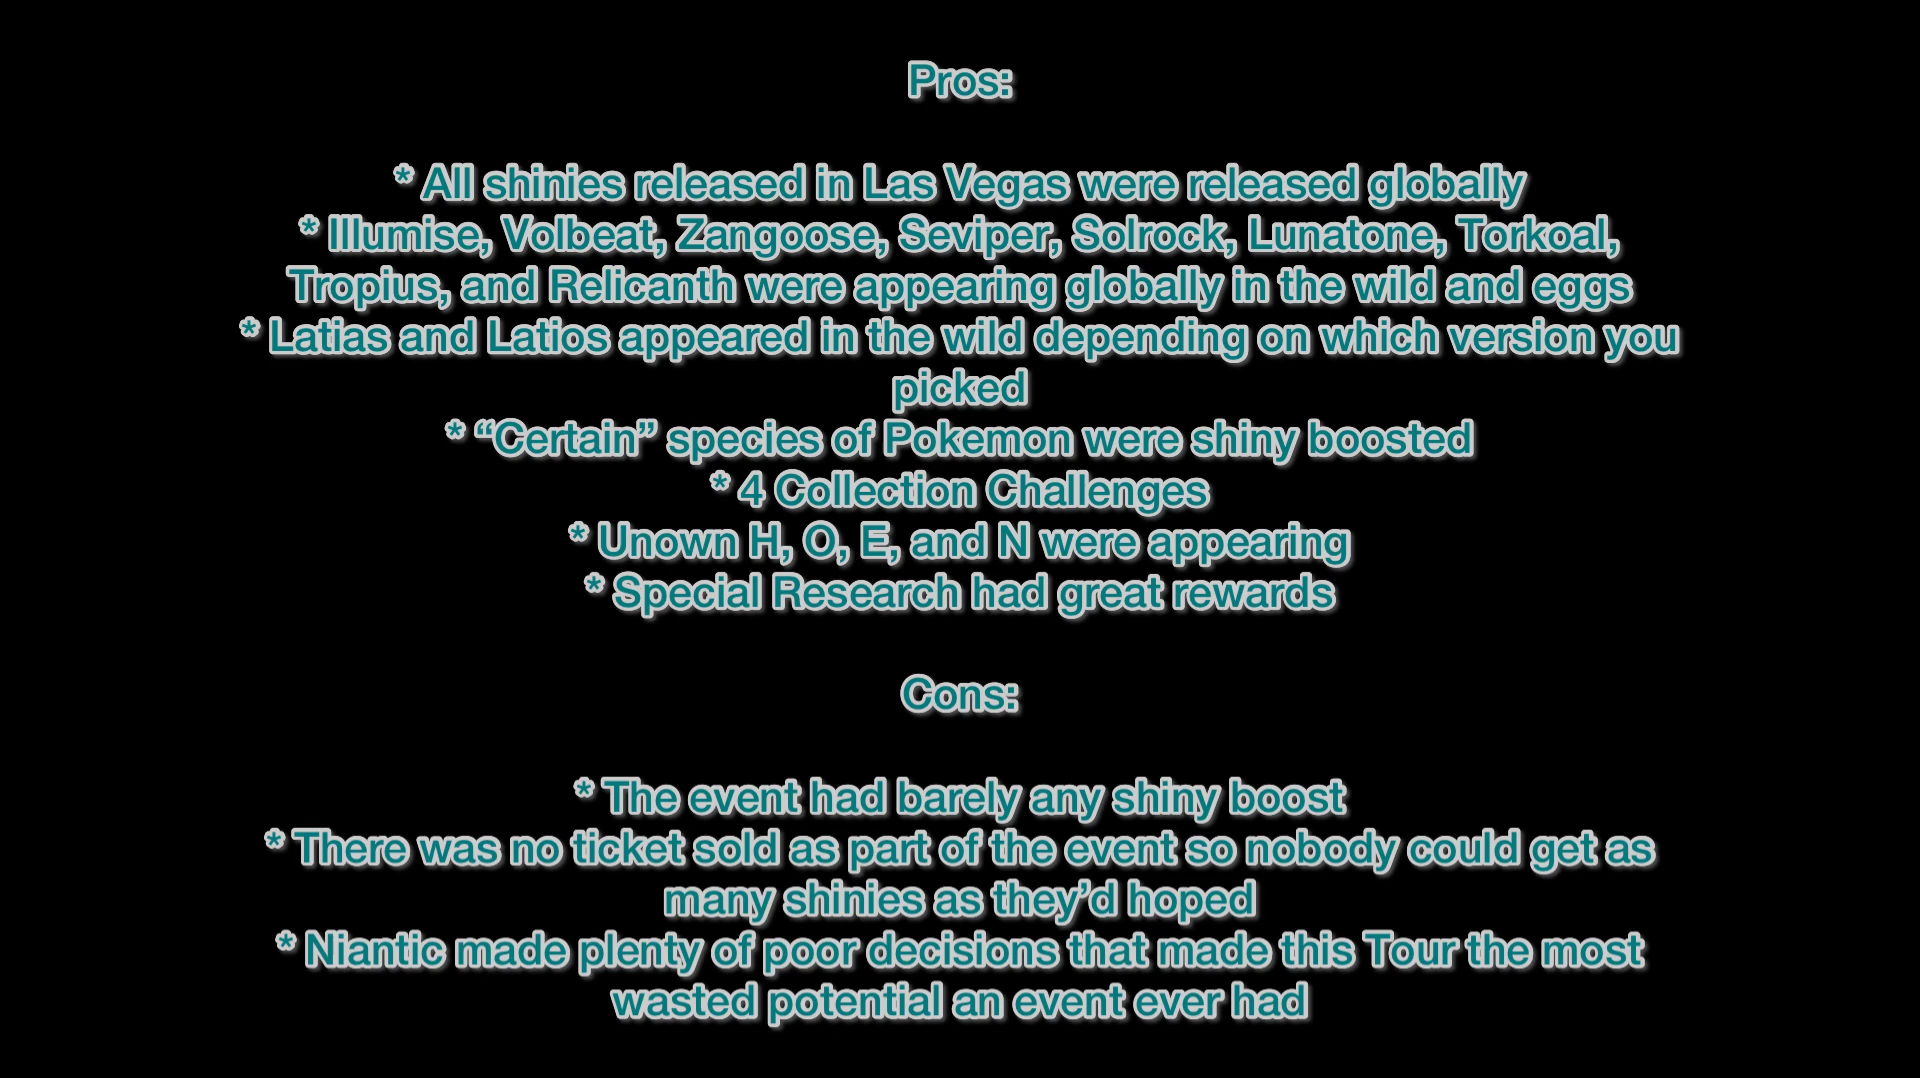 Pros:
* All shinies released in Las Vegas were released globally
* Illumise, Volbeat, Zangoose, Seviper, Solrock, Lunatone, Torkoal,
Tropius, and Relicanth were appearing globally in the wild and eggs
* Latias and Latios appeared in the wild depending on which version you
picked
* “Certain” species of Pokemon were shiny boosted
* 4 Collection Challenges
* Unown H, O, E, and N were appearing
* Special Research had great rewards
Cons:
* The event had barely any shiny boost
* There was no ticket sold as part of the event so nobody could get as
many shinies as they’d hoped
* Niantic made plenty of poor decisions that made this Tour the most
wasted potential an event ever had